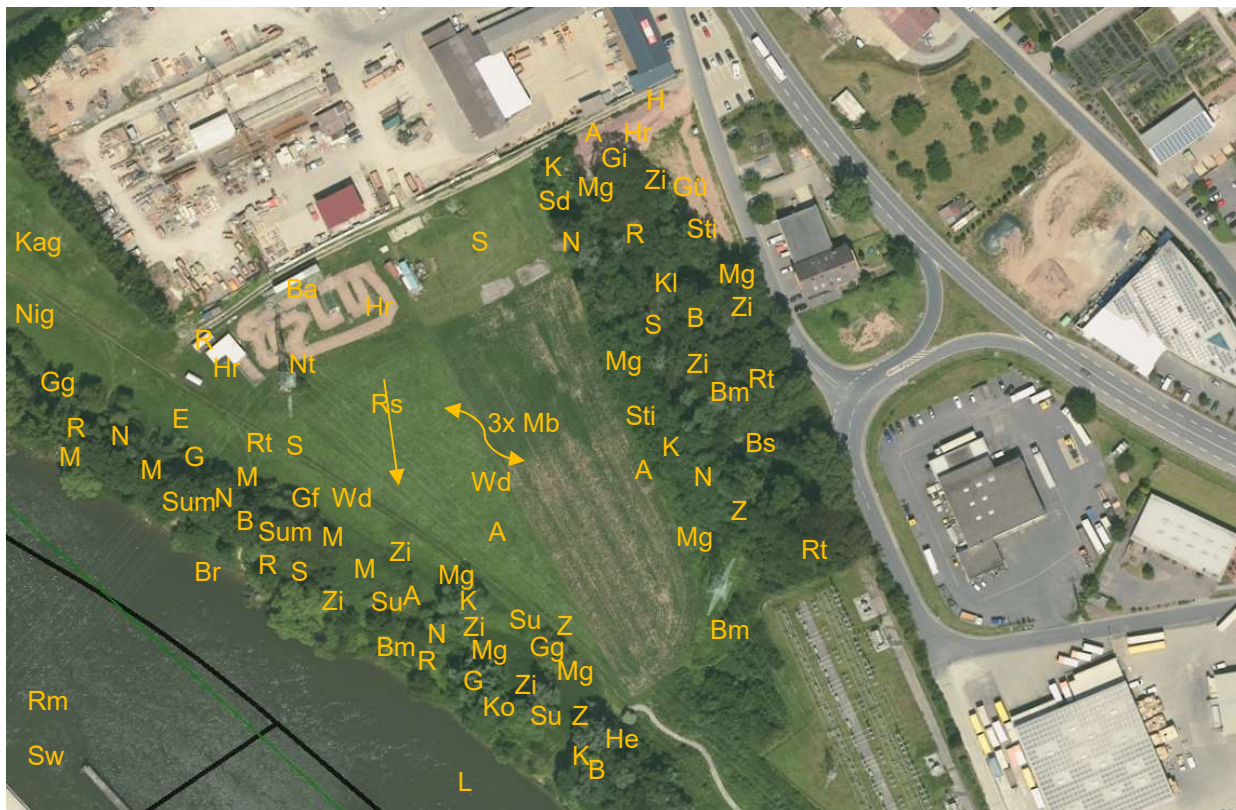 H
A
Hr
Gi
K
Zi
Mg
Gü
Sd
Sti
R
Kag
S
N
Mg
Kl
Ba
Zi
Hr
Nig
B
S
R
Mg
Zi
Hr
Nt
Rt
Gg
Bm
Rs
Sti
E
3x Mb
R
N
Rt
S
K
Bs
M
G
M
A
M
N
Wd
Sum
N
Gf
Wd
Z
B
Sum
M
A
Mg
Zi
Rt
Br
R
S
M
Mg
Zi
Su
A
K
Su
Z
Zi
N
Bm
Bm
R
Mg
Gg
Mg
G
Zi
Rm
Ko
Su
Z
He
Sw
K
B
L